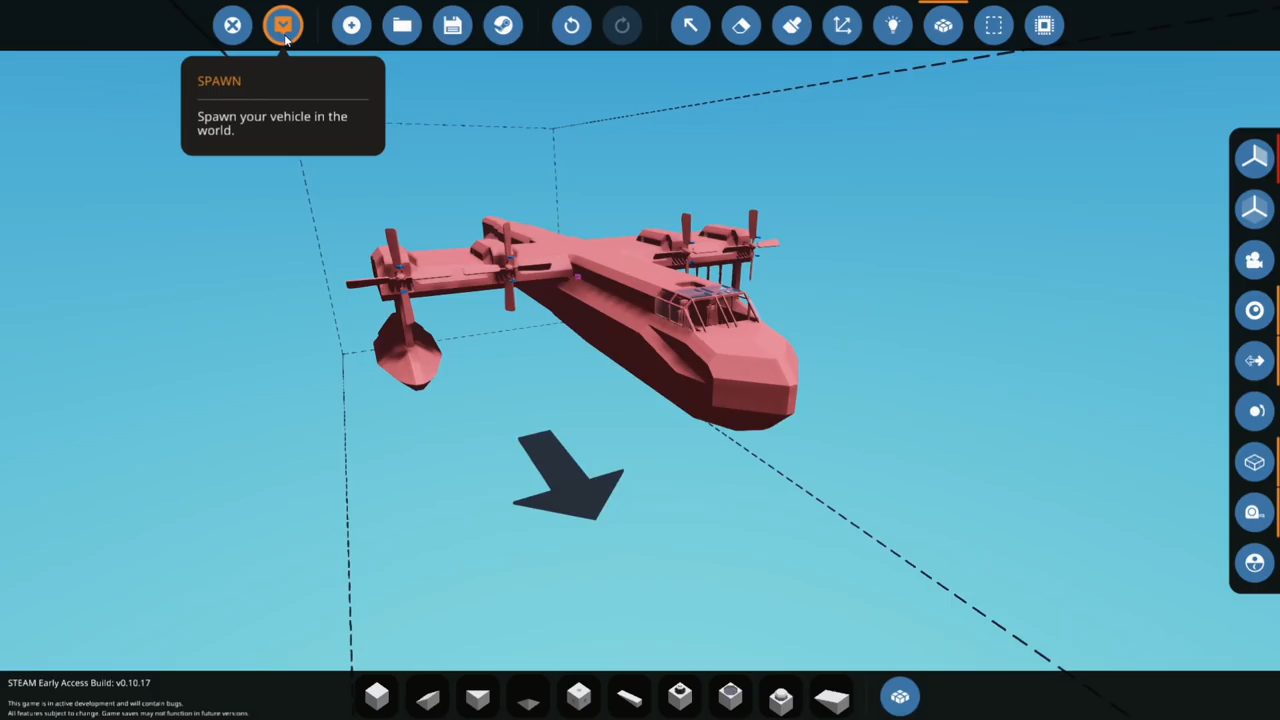 SPAWN
Spawn your vehicle in the
world.
STEAM Early Access Build: v0.10.17
This game is in active development and will contain bugs.
All features subject to change. Game saves may not function in future versions.